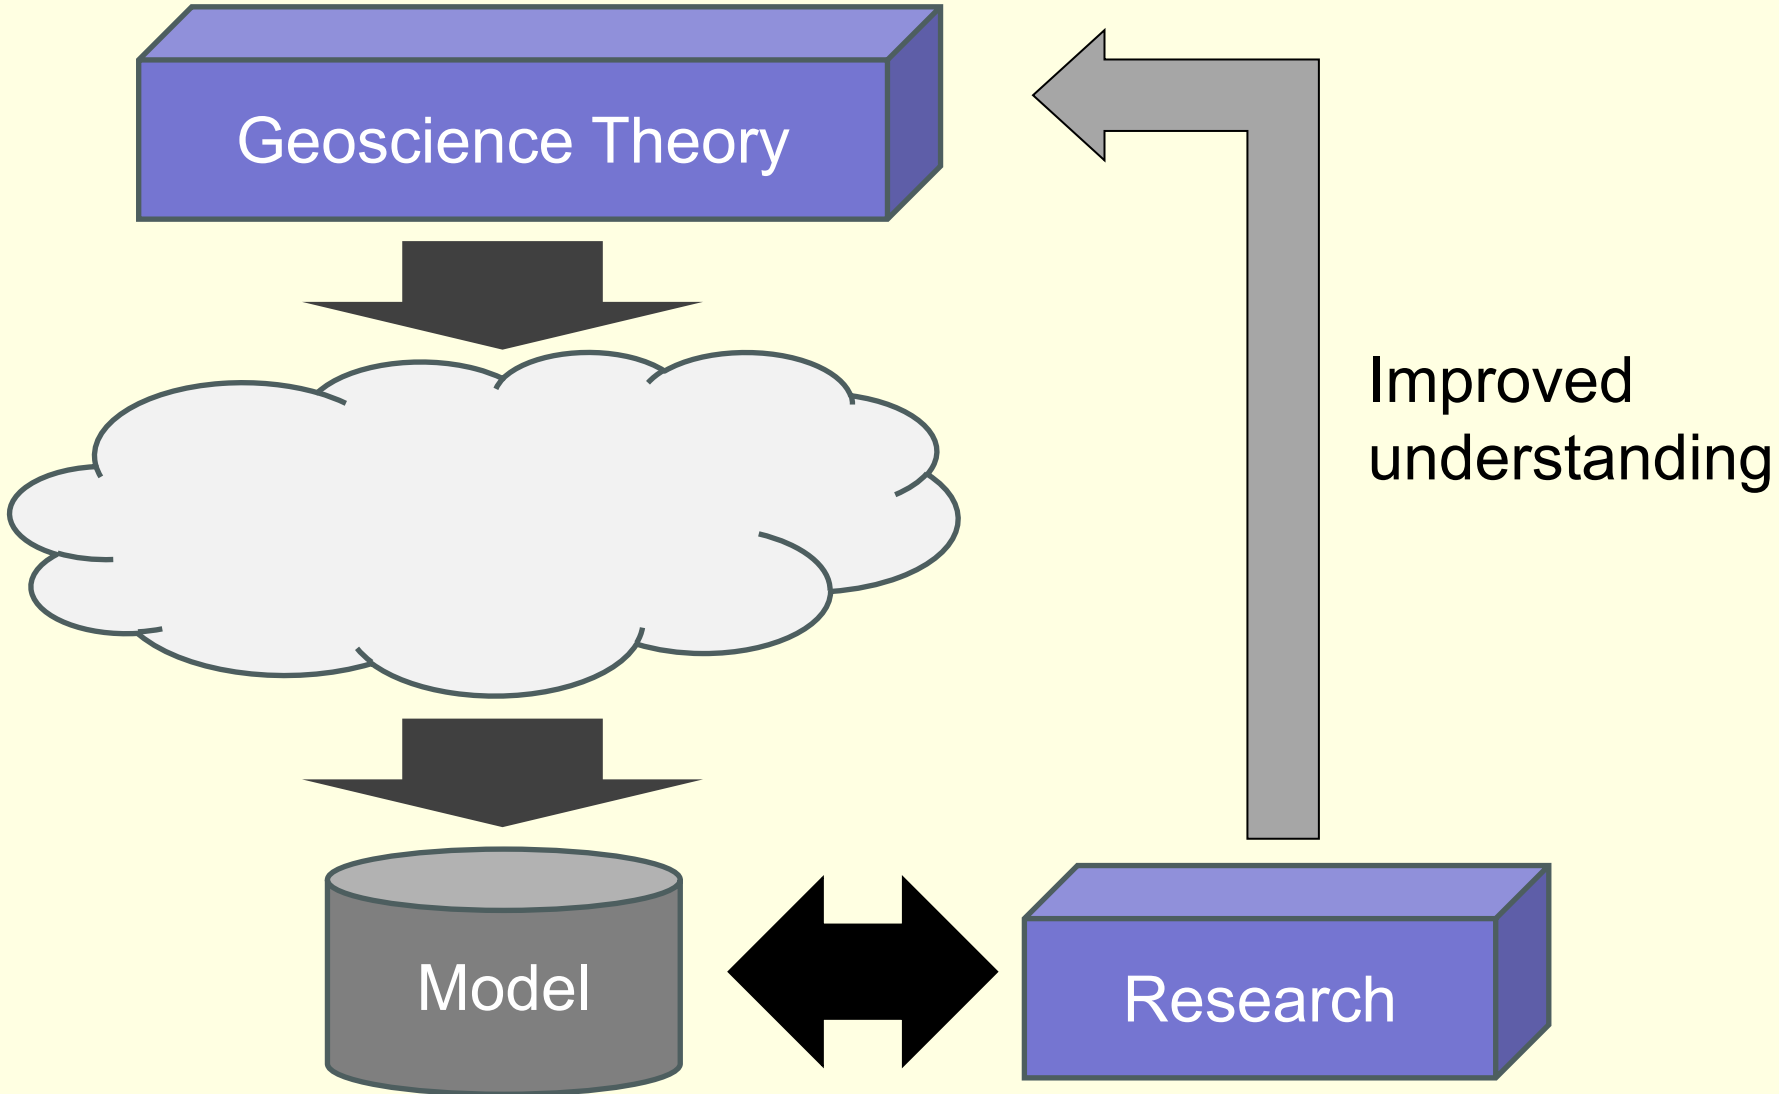 Geoscience Theory
Improved
understanding
Model
Research